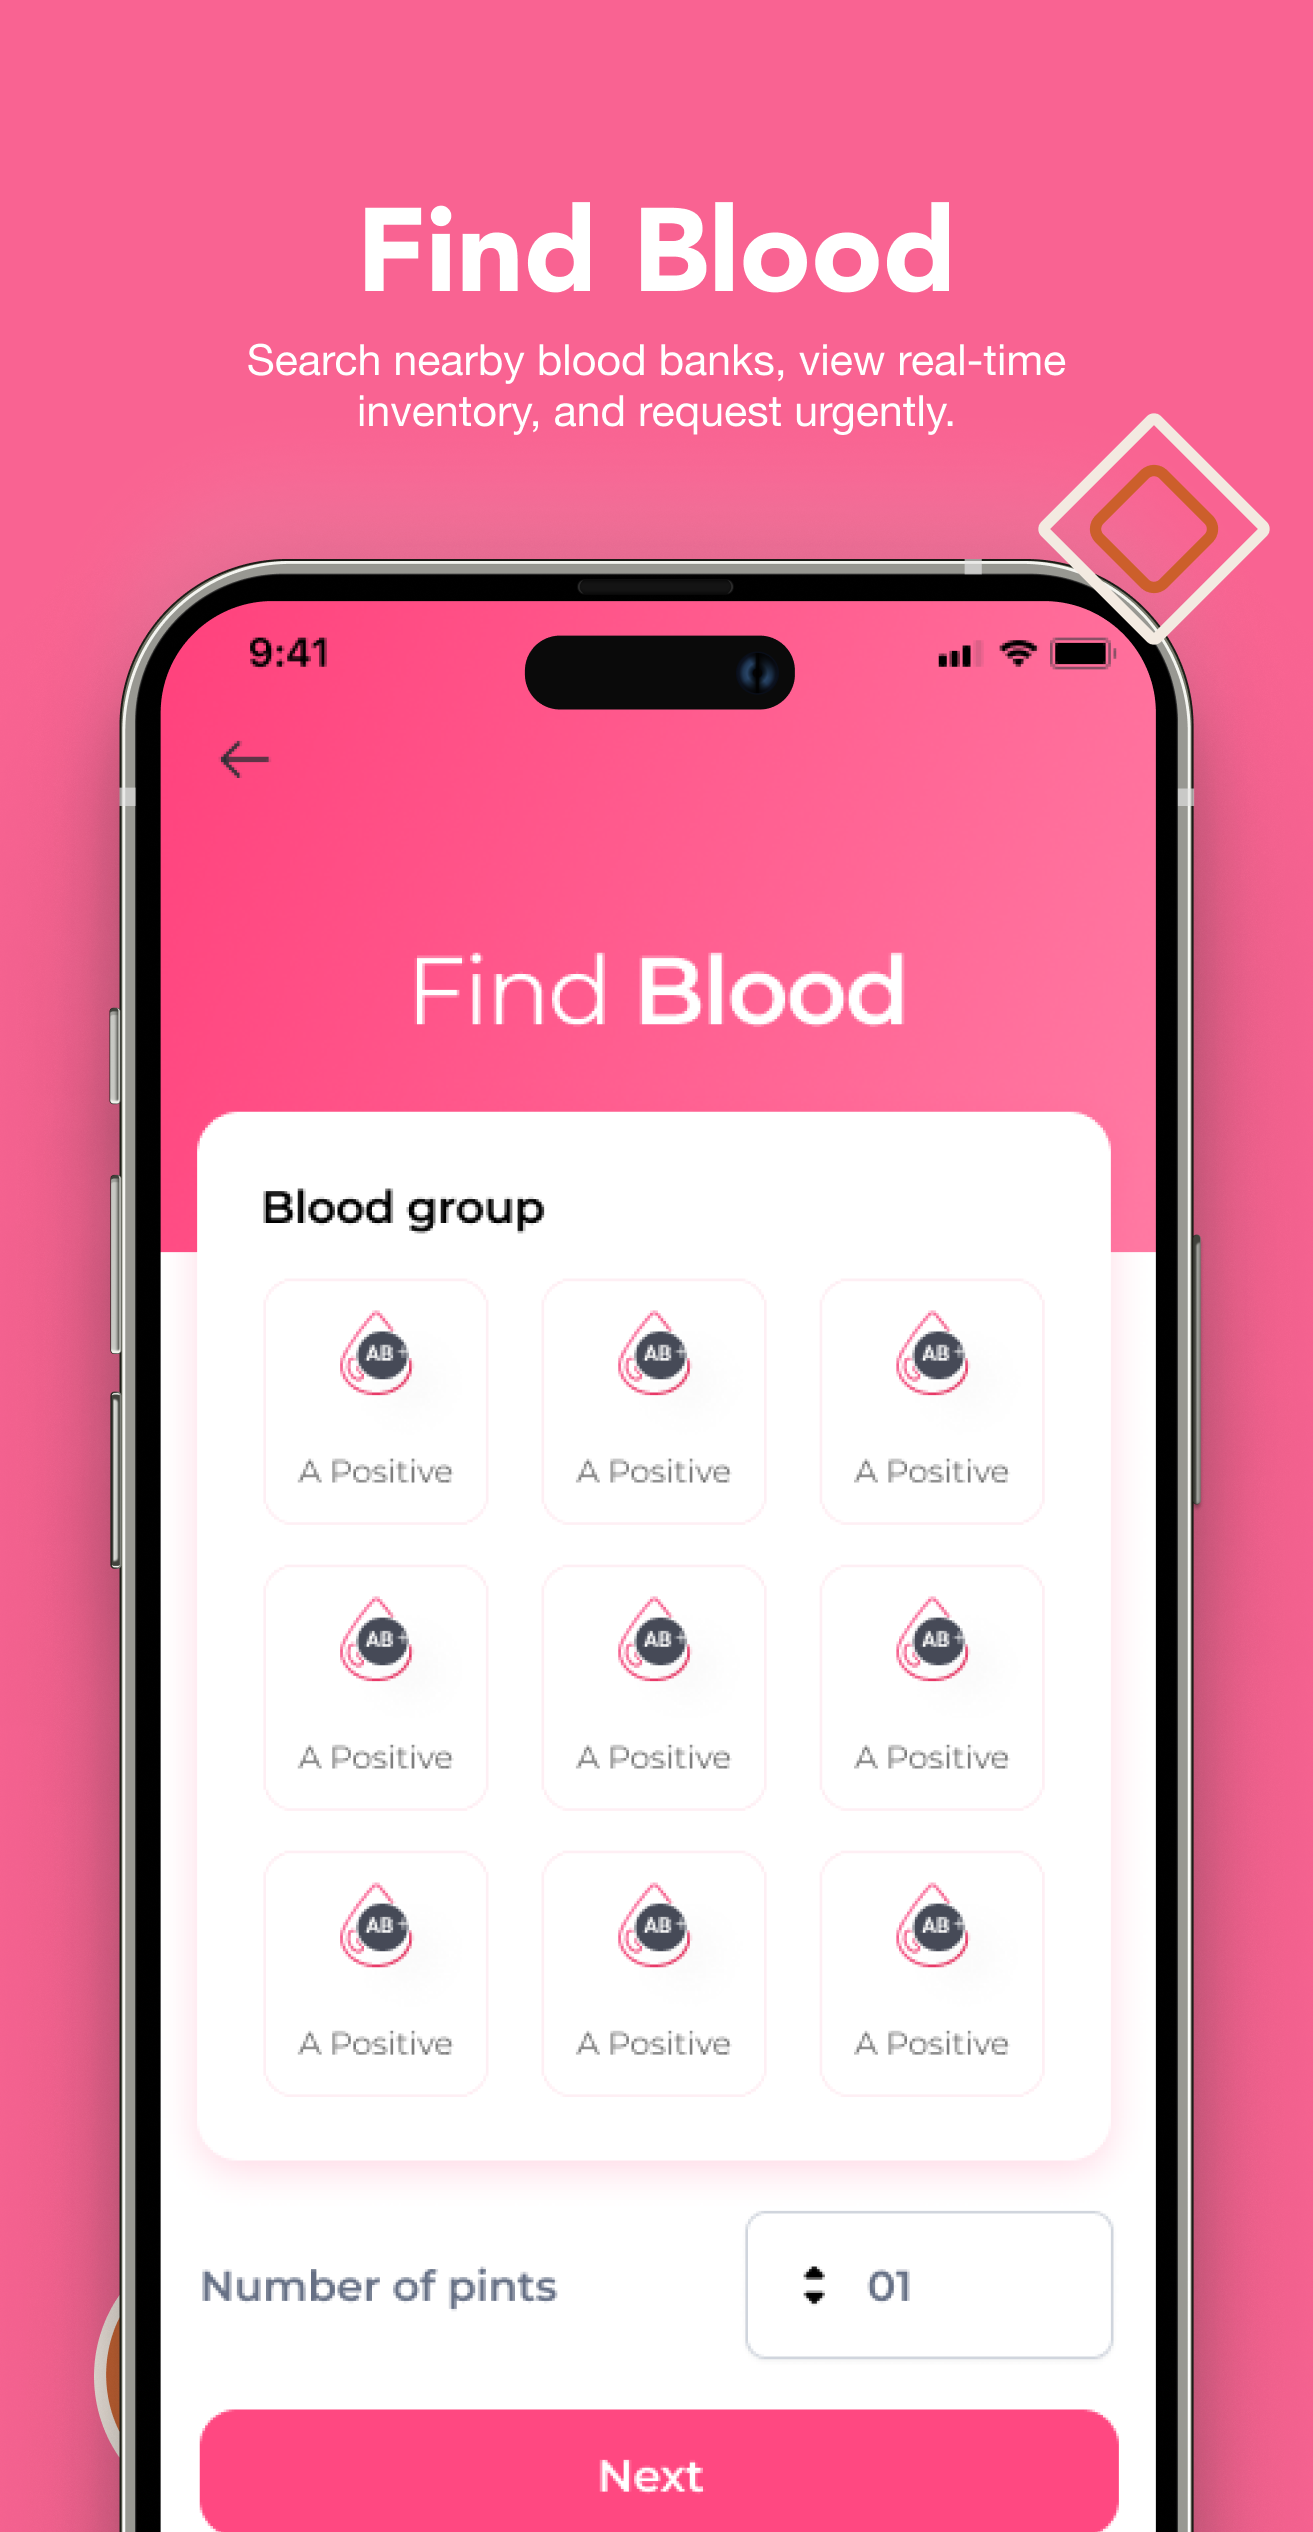 Find Blood
Search nearby blood banks, view real-time
inventory, and request urgently.
9:41
Find Blood
Blood group
AB+ AB+ AB+
A Positive A Positive A Positive
AB+ AB+ AB+
A Positive A Positive A Positive
AB+ AB+ AB+
A Positive A Positive A Positive
Number of pints 01
Next